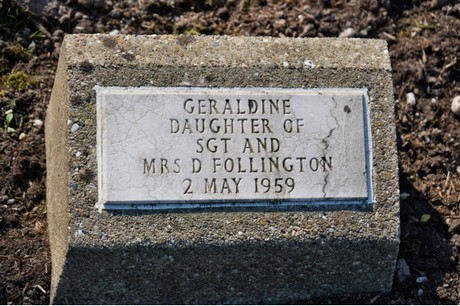 GERALDINE
DAUGHTER OF
SGT AND
MRS D FOLLINGTON
2 MAY 1959